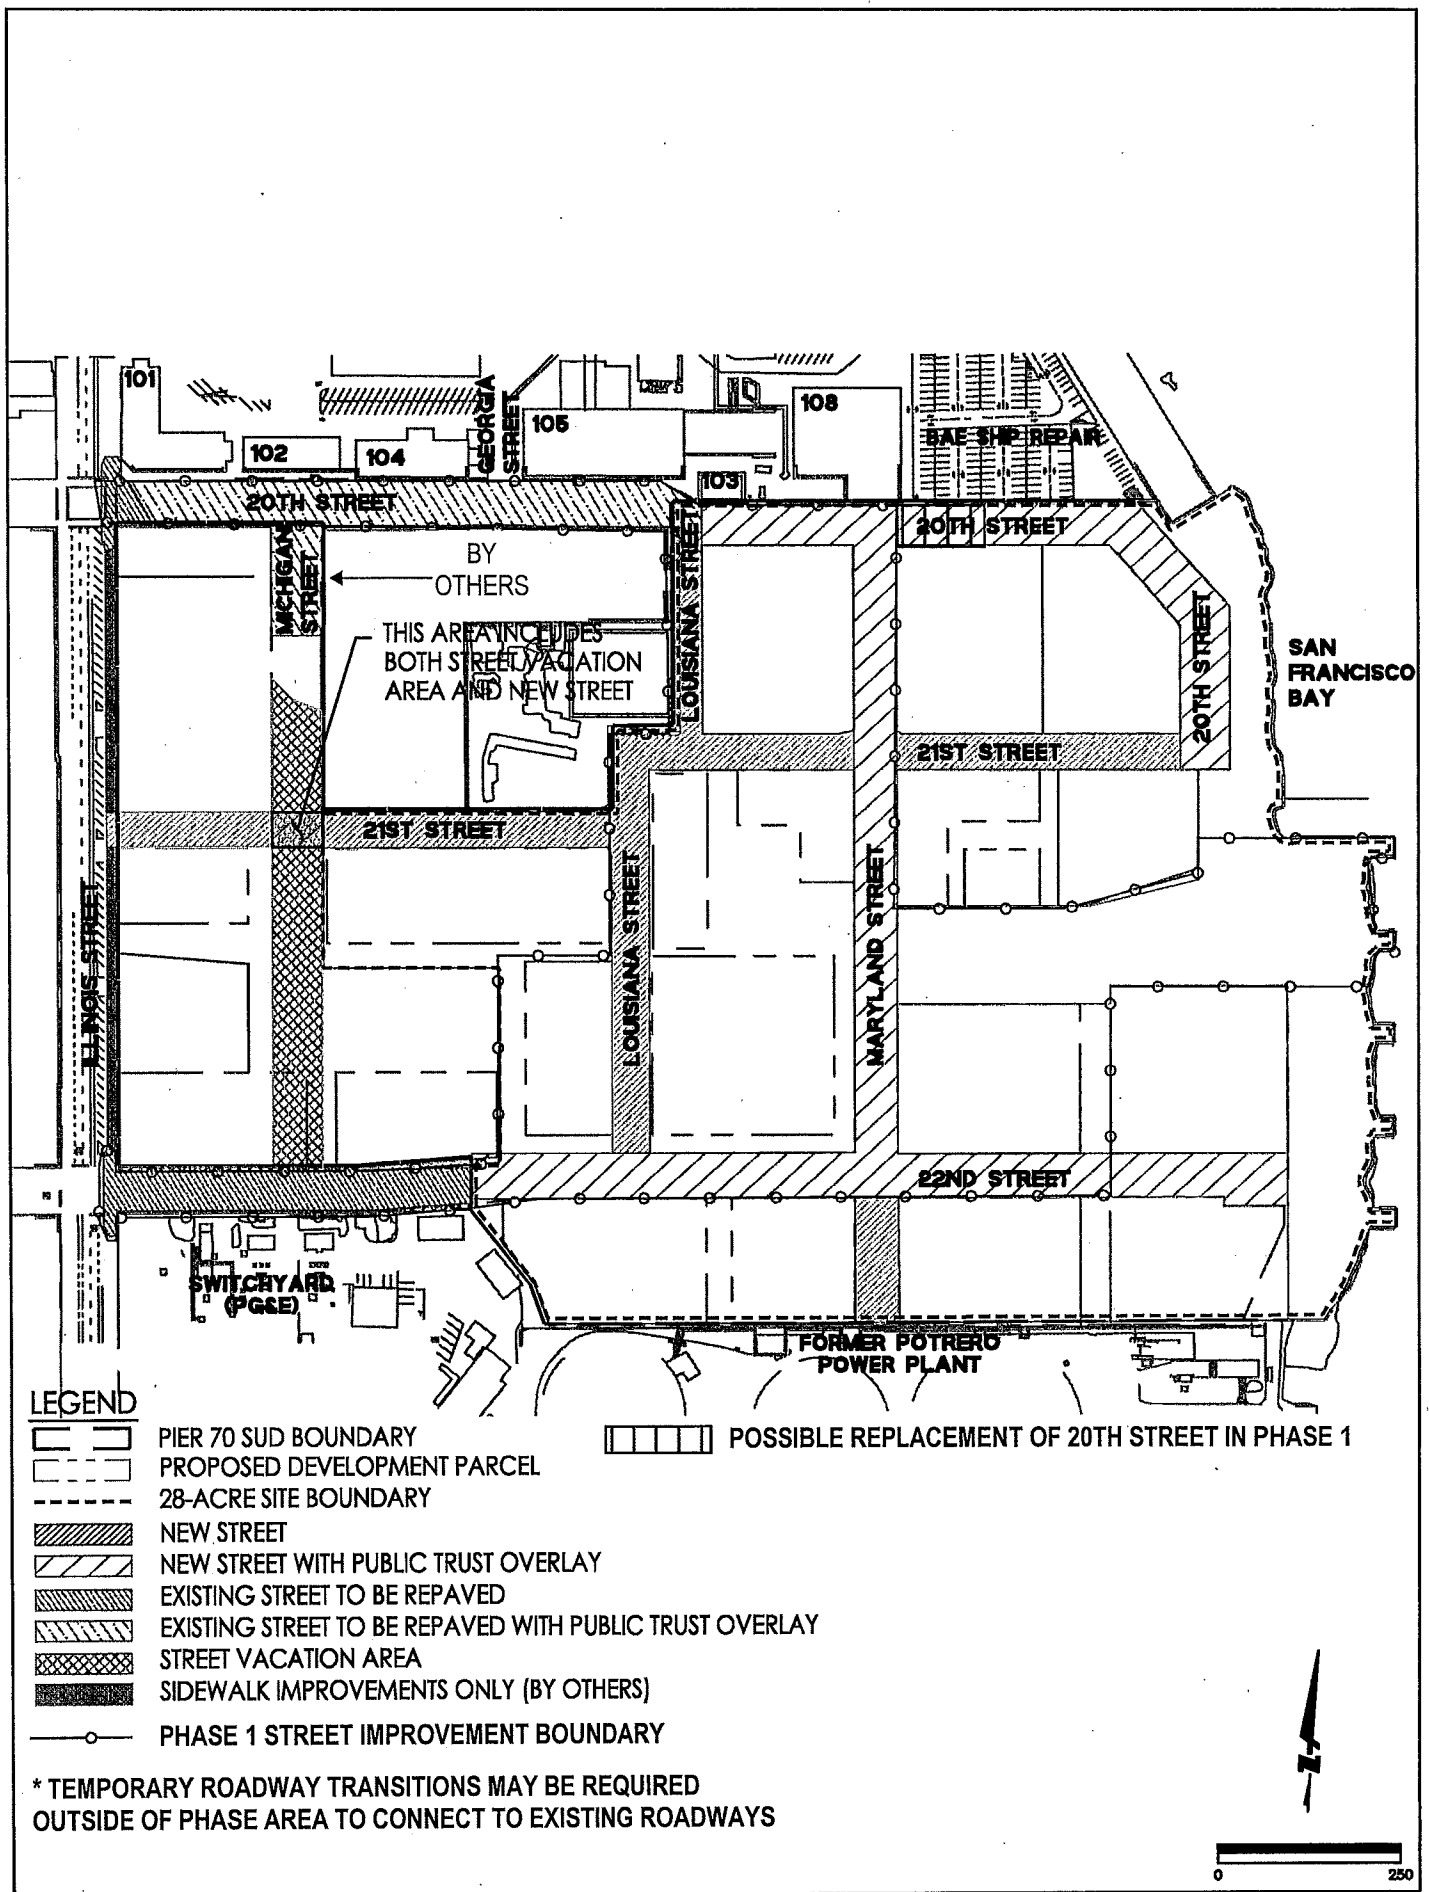 101
102
104
GEORGIA
STREET
105
108
103
BAE SHIP REPAIR
20TH STREET
20TH STREET
MICHIGAN
STREET
BY
OTHERS
LOUISIANA STREET
THIS AREA INCLUDES
BOTH STREET VACATION
AREA AND NEW STREET
20TH STREET
SAN
FRANCISCO
BAY
21ST STREET
21ST STREET
ILLINOIS STREET
LOUISIANA STREET
MARYLAND STREET
22ND STREET
SWITCHYARD
(PG&E)
FORMER POTRERO
POWER PLANT
LEGEND
PIER 70 SUD BOUNDARY
POSSIBLE REPLACEMENT OF 20TH STREET IN PHASE 1
PROPOSED DEVELOPMENT PARCEL
28-ACRE SITE BOUNDARY
NEW STREET
NEW STREET WITH PUBLIC TRUST OVERLAY
EXISTING STREET TO BE REPAVED
EXISTING STREET TO BE REPAVED WITH PUBLIC TRUST OVERLAY
STREET VACATION AREA
SIDEWALK IMPROVEMENTS ONLY (BY OTHERS)
PHASE 1 STREET IMPROVEMENT BOUNDARY
* TEMPORARY ROADWAY TRANSITIONS MAY BE REQUIRED
OUTSIDE OF PHASE AREA TO CONNECT TO EXISTING ROADWAYS
N
0 250